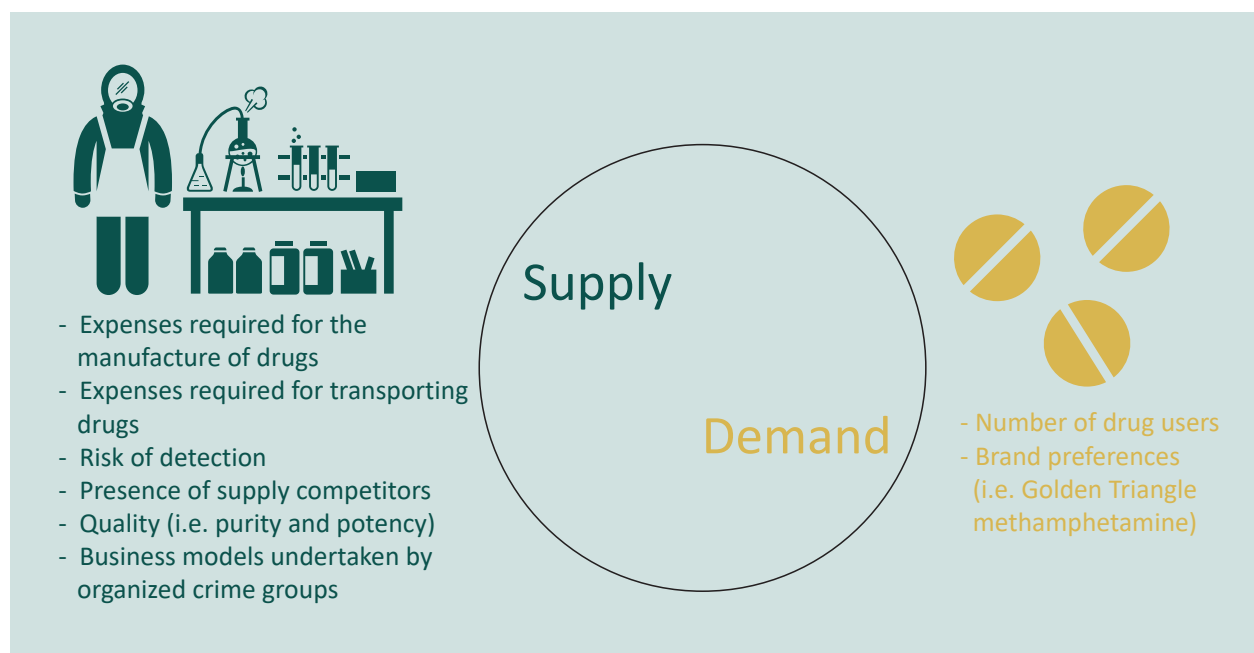 Supply
Demand
- Expenses required for the
manufacture of drugs
- Expenses required for transporting
drugs
- Risk of detection
- Presence of supply competitors
- Quality (i.e. purity and potency)
- Business models undertaken by
organized crime groups
- Number of drug users
- Brand preferences
(i.e. Golden Triangle
methamphetamine)